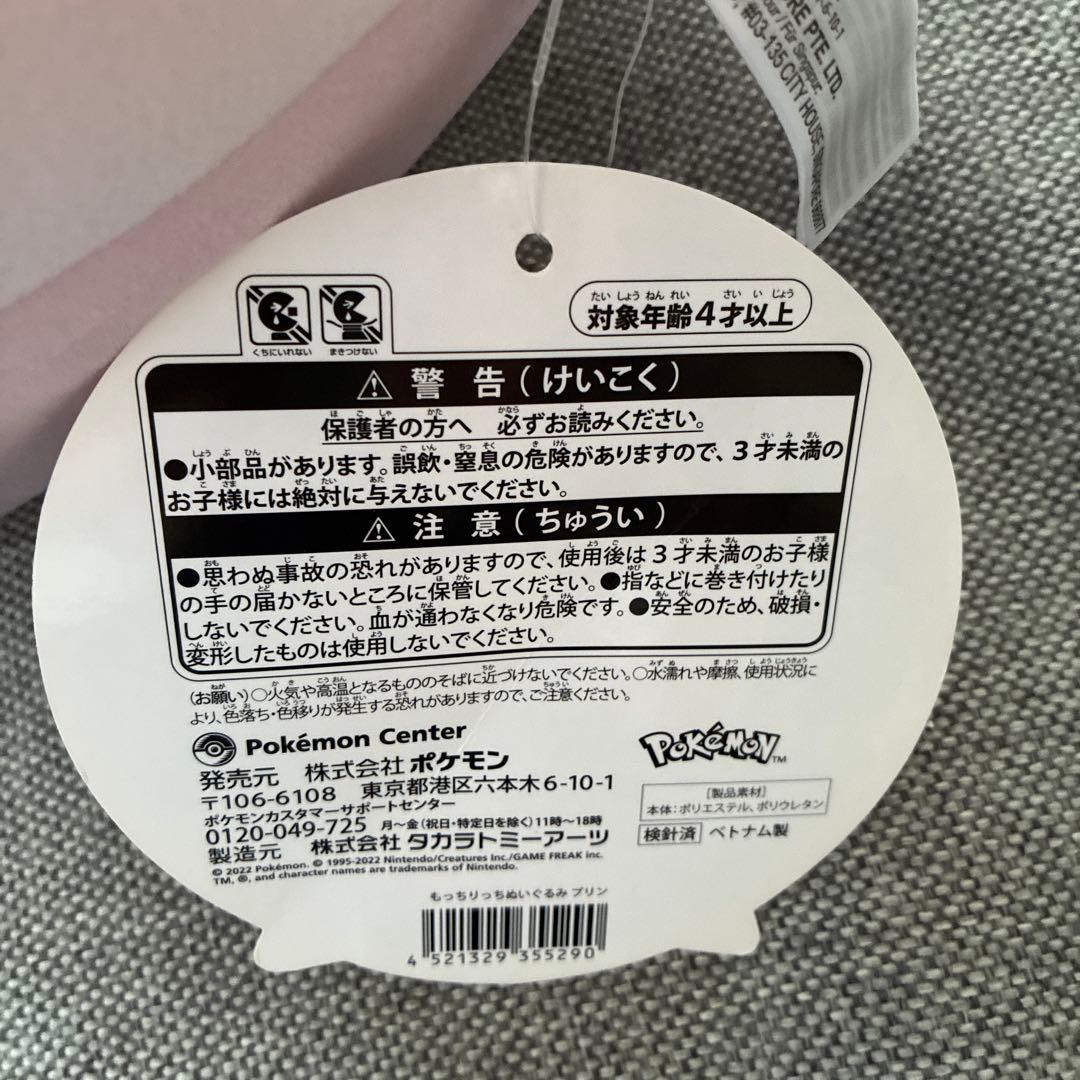 RE PTE. LTD.
#03-135 CITY HOUSE
くちにいれない まきつけない
対象年齢4才以上
警 告(けいこく)
保護者の方へ 必ずお読みください。
●小部品があります。誤飲・窒息の危険がありますので、3才未満の
お子様には絶対に与えないでください。
注 意(ちゅうい)
●思わぬ事故の恐れがありますので、使用後は3才未満のお子様
の手の届かないところに保管してください。●指などに巻き付けたり
しないでください。血が通わなくなり危険です。●安全のため、破損・
変形したものは使用しないでください。
(お願い)○火気や高温となるもののそばに近づけないでください。○水濡れや摩擦、使用状況に
より、色落ち・色移りが発生する恐れがありますので、ご注意ください。
Pokémon Center
POKéMON TM
発売元 株式会社ポケモン
〒106-6108 東京都港区六本木6-10-1
ポケモンカスタマーサポートセンター
0120-049-725 月～金(祝日・特定日を除く)11時～18時
製造元 株式会社タカラトミーアーツ
© 2022 Pokémon. © 1995-2022 Nintendo/Creatures Inc./GAME FREAK inc.
TM, ®, and character names are trademarks of Nintendo.
[製品素材]
本体:ポリエステル、ポリウレタン
検針済 ベトナム製
もっちりっちぬいぐるみ プリン
4 521329 355290